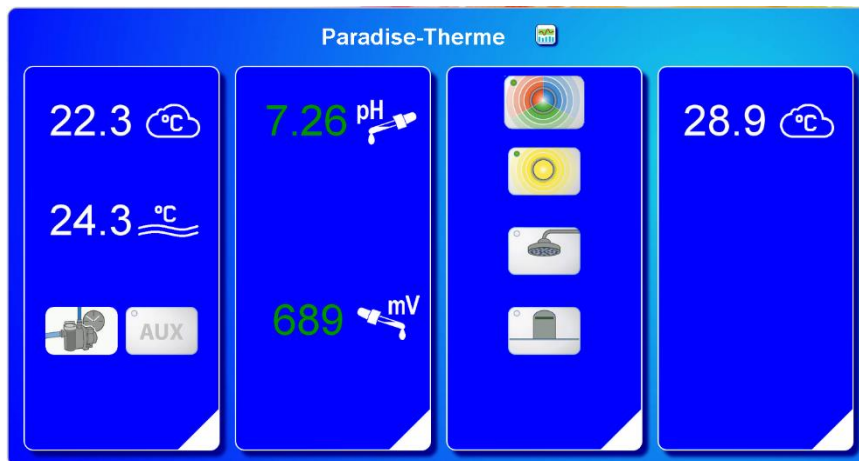 Paradise-Therme
22.3 °C
24.3 °C
AUX
7.26 pH
689 mV
28.9 °C